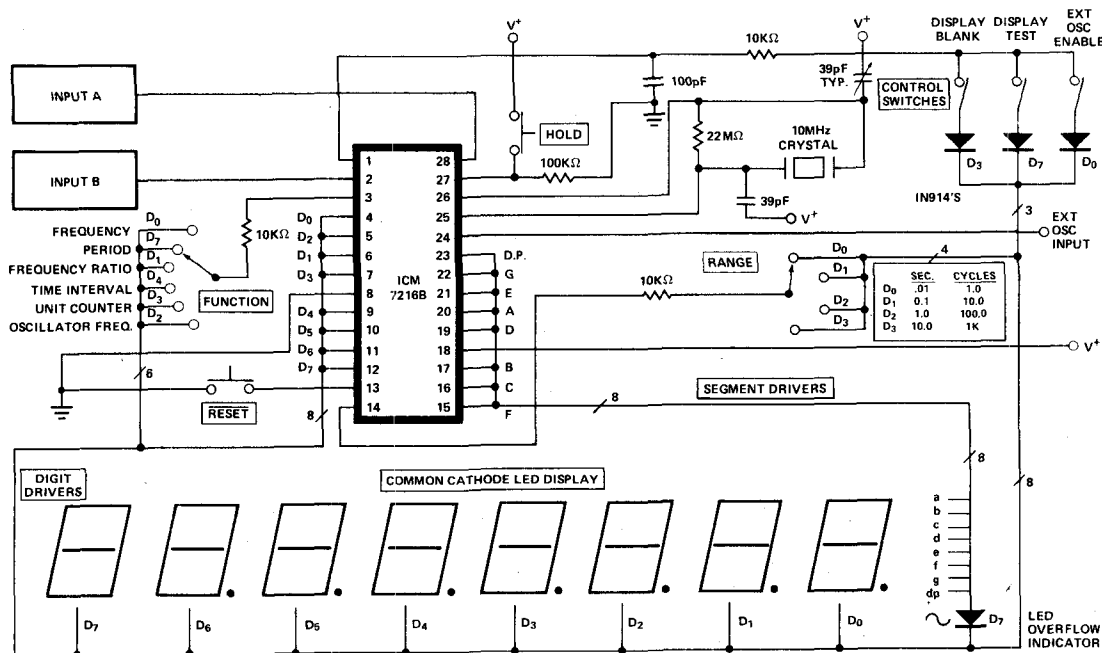 V+
10KΩ
V+
DISPLAY BLANK
DISPLAY TEST
EXT OSC ENABLE
INPUT A
100pF
39pF TYP.
CONTROL SWITCHES
HOLD
22MΩ
10MHz CRYSTAL
INPUT B
100KΩ
39pF
V+
D3
D7
D0
IN914'S
3
EXT OSC INPUT
1
2
3
4
5
6
7
8
9
10
11
12
13
14
28
27
26
25
24
23
22
21
20
19
18
17
16
15
ICM 7216B
FREQUENCY D0
PERIOD D7
FREQUENCY RATIO D1
TIME INTERVAL D4
UNIT COUNTER D3
OSCILLATOR FREQ. D2
FUNCTION
10KΩ
D0
D2
D1
D3
D4
D5
D6
D7
D.P.
G
E
A
D
B
C
F
RANGE
10KΩ
D0
D1
D2
D3
4
SEC. CYCLES
D0 .01 1.0
D1 0.1 10.0
D2 1.0 100.0
D3 10.0 1K
V+
6
RESET
8
SEGMENT DRIVERS
8
8
8
DIGIT DRIVERS
COMMON CATHODE LED DISPLAY
a
b
c
d
e
f
g
dp
D7
D6
D5
D4
D3
D2
D1
D0
D7
LED OVERFLOW INDICATOR